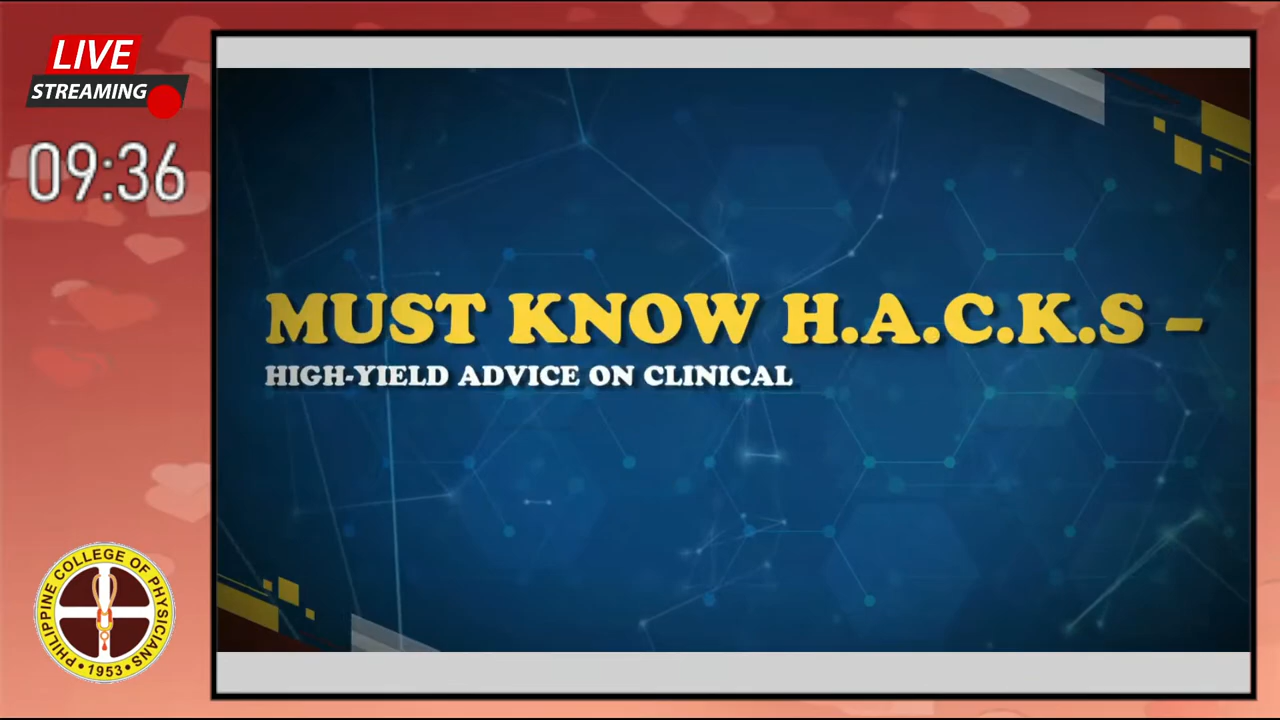 LIVE
STREAMING
09:36
MUST KNOW H.A.C.K.S –
HIGH-YIELD ADVICE ON CLINICAL
PHILIPPINE COLLEGE OF PHYSICIANS
• 1953 •